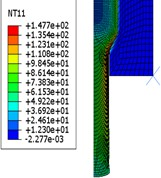 NT11
+1.477e+02
+1.354e+02
+1.231e+02
+1.108e+02
+9.845e+01
+8.614e+01
+7.383e+01
+6.153e+01
+4.922e+01
+3.692e+01
+2.461e+01
+1.230e+01
-2.277e-03
X